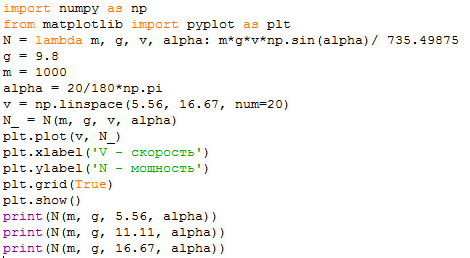 import numpy as np
from matplotlib import pyplot as plt
N = lambda m, g, v, alpha: m*g*v*np.sin(alpha)/ 735.49875
g = 9.8
m = 1000
alpha = 20/180*np.pi
v = np.linspace(5.56, 16.67, num=20)
N_ = N(m, g, v, alpha)
plt.plot(v, N_)
plt.xlabel('V - скорость')
plt.ylabel('N - мощность')
plt.grid(True)
plt.show()
print(N(m, g, 5.56, alpha))
print(N(m, g, 11.11, alpha))
print(N(m, g, 16.67, alpha))